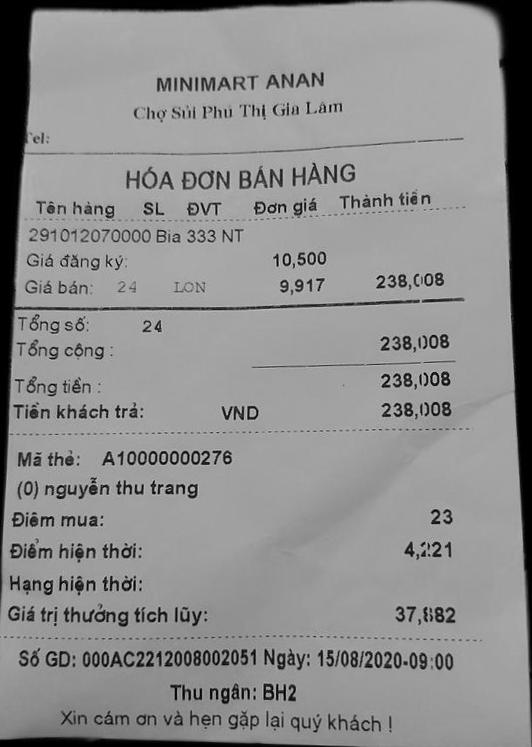 MINIMART ANAN
Chợ Sủi Phú Thị Gia Lâm
Tel:
HÓA ĐƠN BÁN HÀNG
Tên hàng SL ĐVT Đơn giá Thành tiền
291012070000 Bia 333 NT
Giá đăng ký: 10,500
Giá bán: 24 LON 9,917 238,008
Tổng số: 24
Tổng cộng : 238,008
Tổng tiền : 238,008
Tiền khách trả: VND 238,008
Mã thẻ: A10000000276
(0) nguyễn thu trang
Điểm mua: 23
Điểm hiện thời: 4,221
Hạng hiện thời:
Giá trị thưởng tích lũy: 37,882
Số GD: 000AC2212008002051 Ngày: 15/08/2020-09:00
Thu ngân: BH2
Xin cám ơn và hẹn gặp lại quý khách !